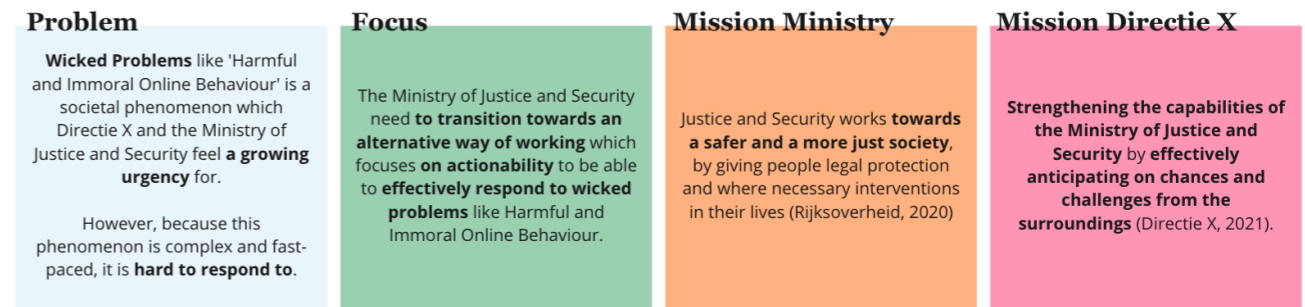 Problem
Wicked Problems like 'Harmful
and Immoral Online Behaviour' is a
societal phenomenon which
Directie X and the Ministry of
Justice and Security feel a growing
urgency for.
However, because this
phenomenon is complex and fast-
paced, it is hard to respond to.
Focus
The Ministry of Justice and Security
need to transition towards an
alternative way of working which
focuses on actionability to be able
to effectively respond to wicked
problems like Harmful and
Immoral Online Behaviour.
Mission Ministry
Justice and Security works towards
a safer and a more just society,
by giving people legal protection
and where necessary interventions
in their lives (Rijksoverheid, 2020)
Mission Directie X
Strengthening the capabilities of
the Ministry of Justice and
Security by effectively
anticipating on chances and
challenges from the
surroundings (Directie X, 2021).